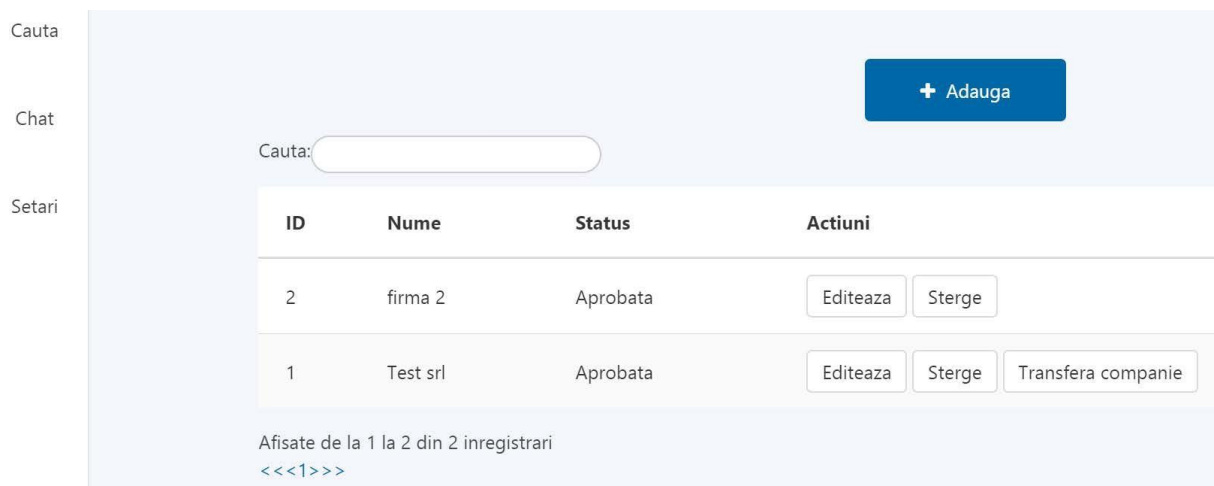 Cauta
Chat
Setari
+ Adauga
Cauta:
ID Nume Status Actiuni
2 firma 2 Aprobata Editeaza Sterge
1 Test srl Aprobata Editeaza Sterge Transfera companie
Afisate de la 1 la 2 din 2 inregistrari
<<<1>>>